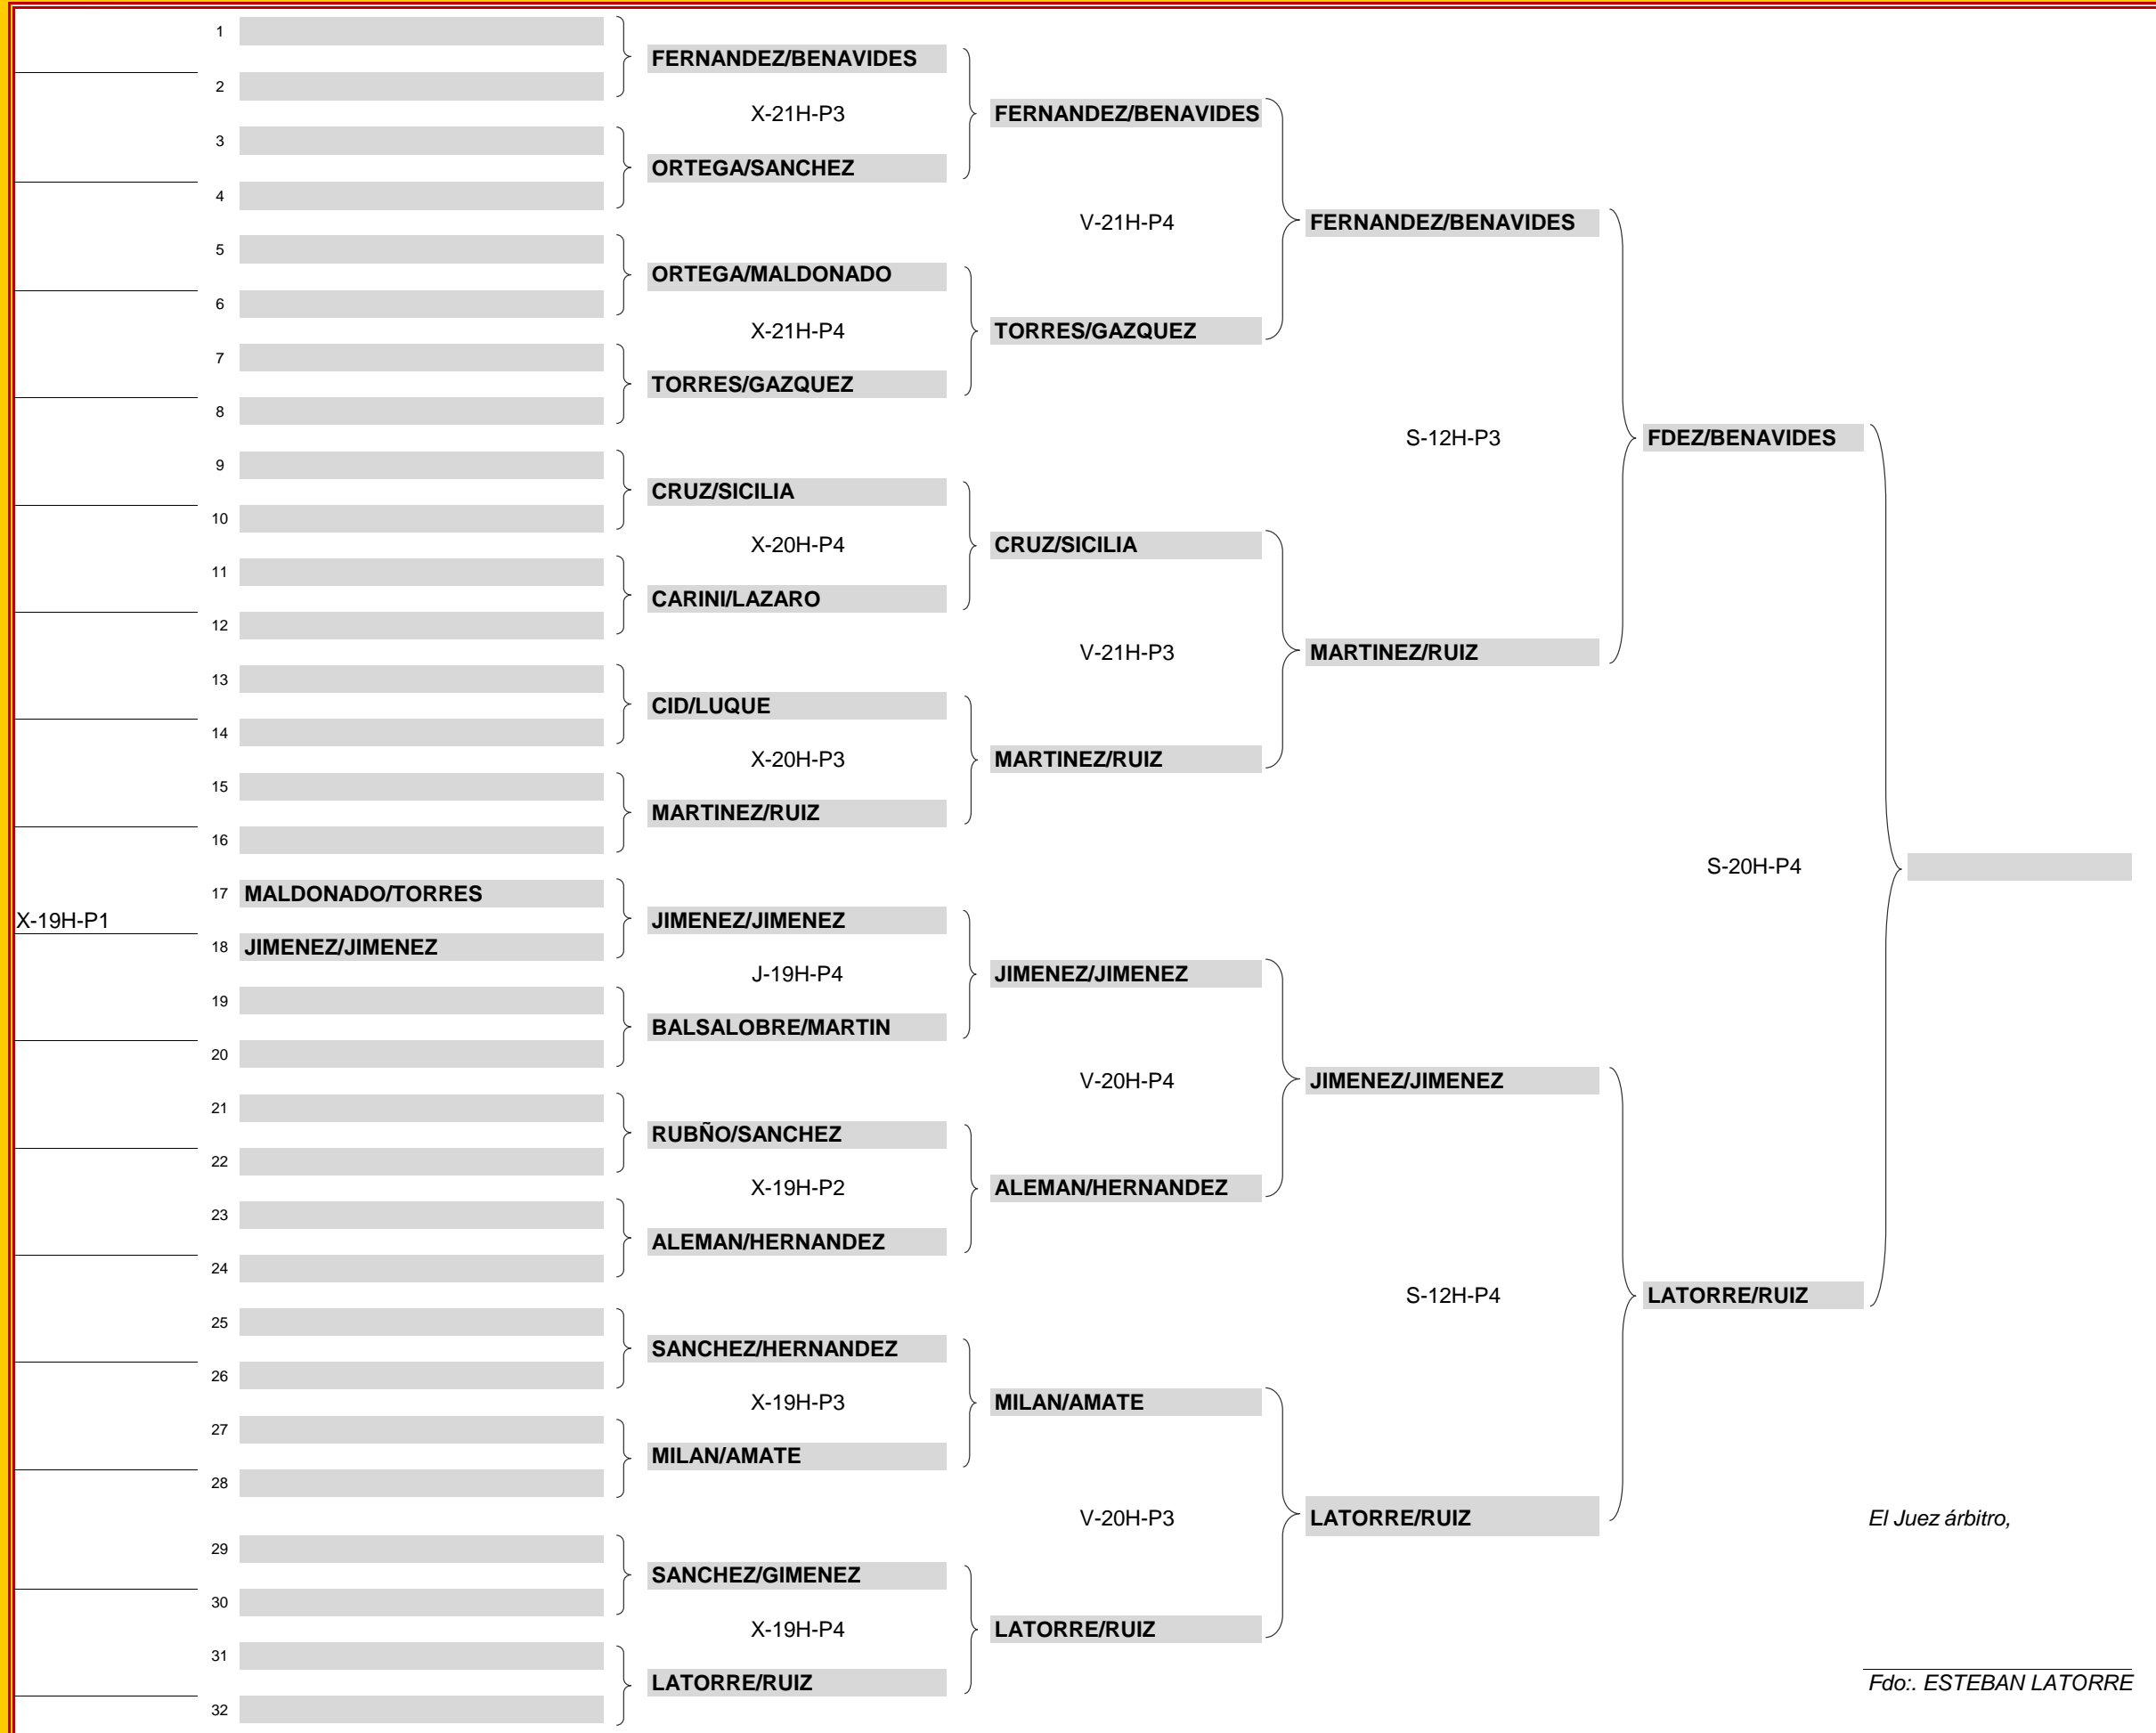 1
FERNANDEZ/BENAVIDES
2
X-21H-P3 FERNANDEZ/BENAVIDES
3
ORTEGA/SANCHEZ
4
V-21H-P4 FERNANDEZ/BENAVIDES
5
ORTEGA/MALDONADO
6
X-21H-P4 TORRES/GAZQUEZ
7
TORRES/GAZQUEZ
8
S-12H-P3 FDEZ/BENAVIDES
9
CRUZ/SICILIA
10
X-20H-P4 CRUZ/SICILIA
11
CARINI/LAZARO
12
V-21H-P3 MARTINEZ/RUIZ
13
CID/LUQUE
14
X-20H-P3 MARTINEZ/RUIZ
15
MARTINEZ/RUIZ
16
S-20H-P4
17 MALDONADO/TORRES
X-19H-P1 JIMENEZ/JIMENEZ
18 JIMENEZ/JIMENEZ
J-19H-P4 JIMENEZ/JIMENEZ
19
BALSALOBRE/MARTIN
20
V-20H-P4 JIMENEZ/JIMENEZ
21
RUBÑO/SANCHEZ
22
X-19H-P2 ALEMAN/HERNANDEZ
23
ALEMAN/HERNANDEZ
24
S-12H-P4 LATORRE/RUIZ
25
SANCHEZ/HERNANDEZ
26
X-19H-P3 MILAN/AMATE
27
MILAN/AMATE
28
V-20H-P3 LATORRE/RUIZ El Juez árbitro,
29
SANCHEZ/GIMENEZ
30
X-19H-P4 LATORRE/RUIZ
31
LATORRE/RUIZ Fdo:. ESTEBAN LATORRE
32